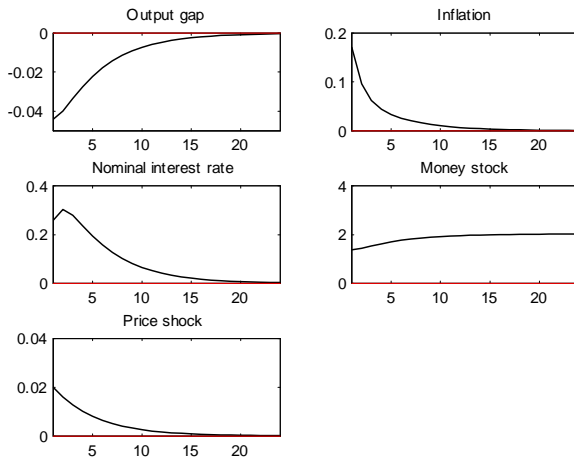 Output gap
0
-0.02
-0.04
5 10 15 20
Inflation
0.2
0.1
0
5 10 15 20
Nominal interest rate
0.4
0.2
0
5 10 15 20
Money stock
4
2
0
5 10 15 20
Price shock
0.04
0.02
0
5 10 15 20